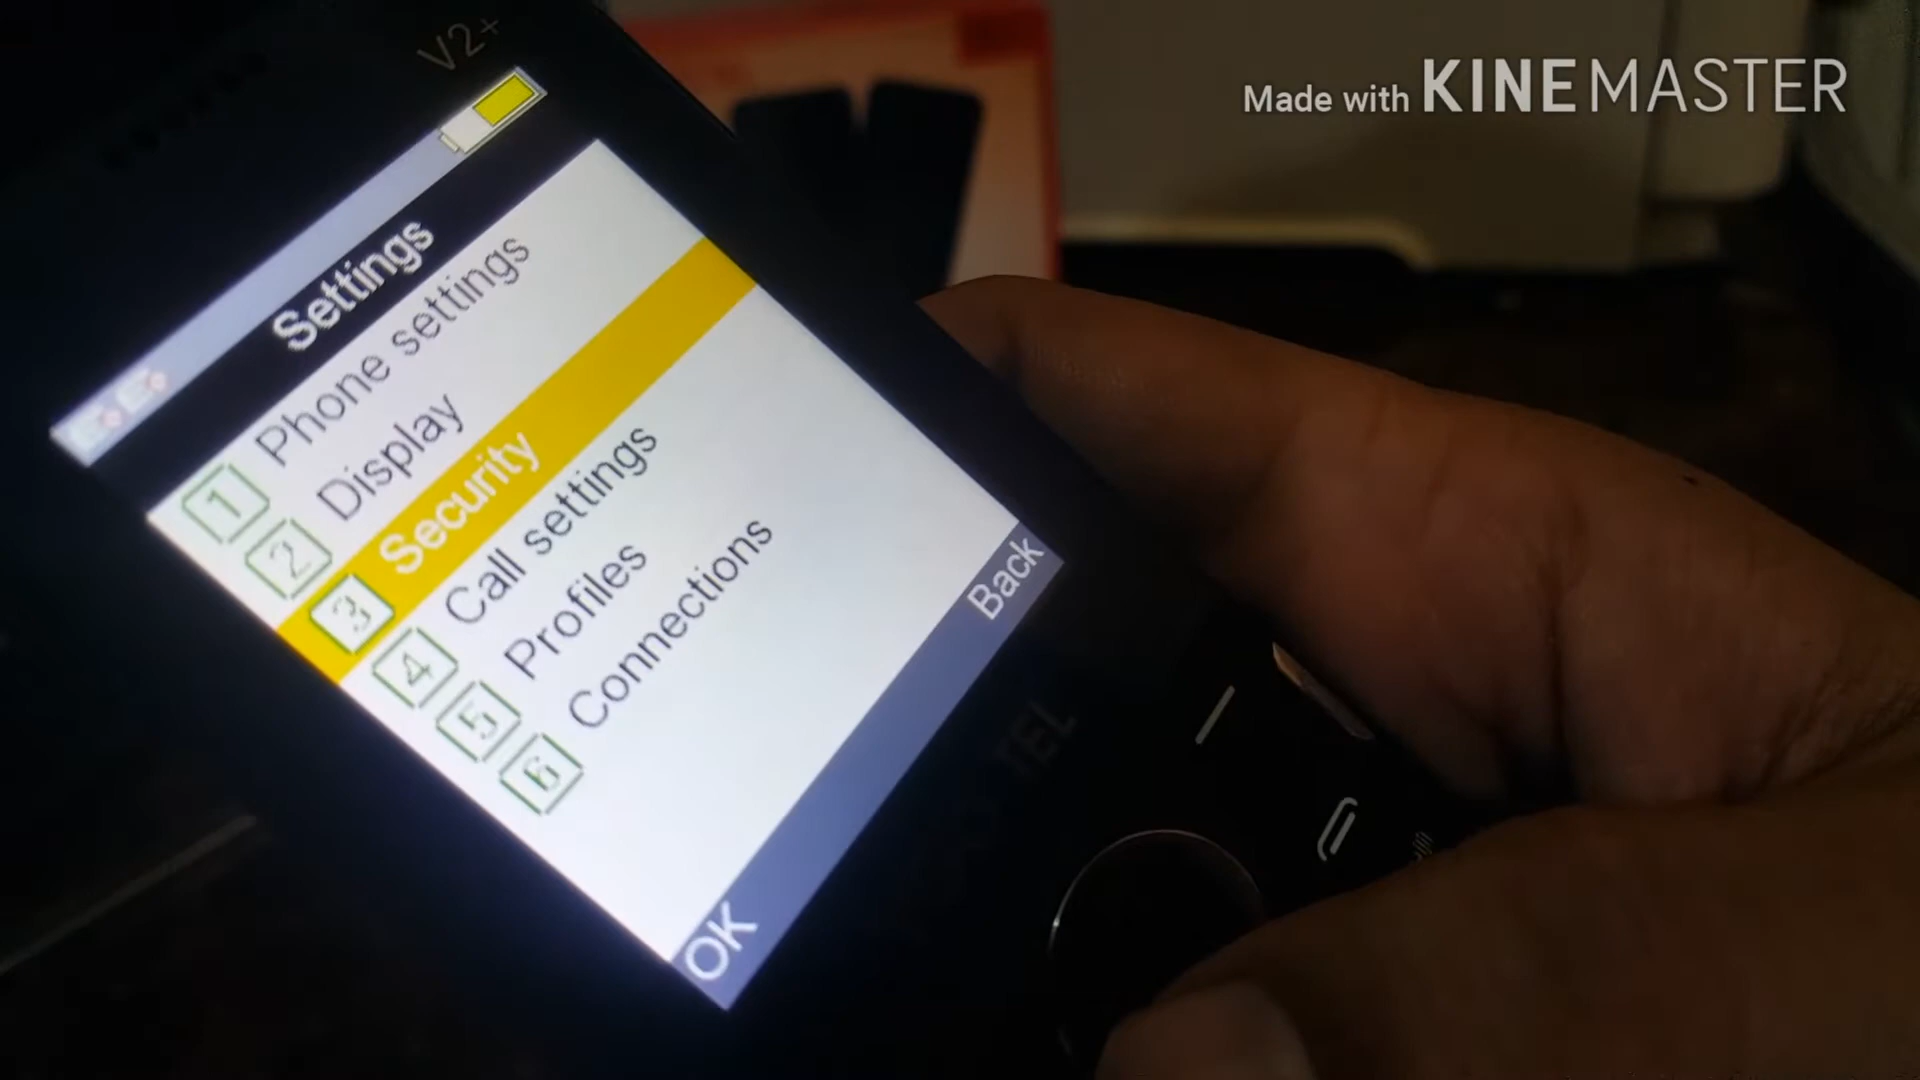 Made with KINEMASTER
V2+
Settings
1 Phone settings
2 Display
3 Security
4 Call settings
5 Profiles
6 Connections
OK
Back
TEL